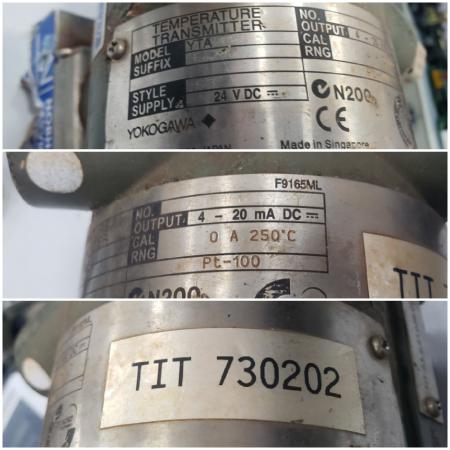 TEMPERATURE
TRANSMITTER
MODEL YTA
SUFFIX
STYLE
SUPPLY 24 V DC
N200
YOKOGAWA
CE
JAPAN
Made in Singapore
NO.
OUTPUT
CAL
RNG
F9165ML
NO.
OUTPUT 4 – 20 mA DC
CAL 0 A 250°C
RNG Pt-100
N200
TIT
TIT 730202